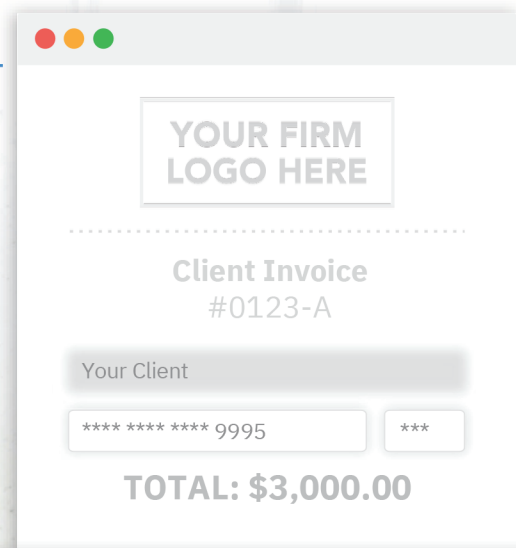 YOUR FIRM
LOGO HERE
Client Invoice
#0123-A
Your Client
**** **** **** 9995 ***
TOTAL: $3,000.00